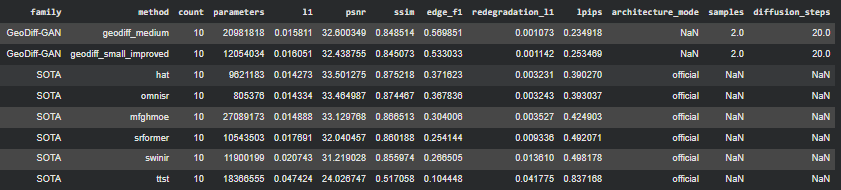 family method count parameters l1 psnr ssim edge_f1 redegradation_l1 lpips architecture_mode samples diffusion_steps
GeoDiff-GAN geodiff_medium 10 20981818 0.015811 32.600349 0.848514 0.569851 0.001073 0.234918 NaN 2.0 20.0
GeoDiff-GAN geodiff_small_improved 10 12054034 0.016051 32.438755 0.845073 0.533033 0.001142 0.253469 NaN 2.0 20.0
SOTA hat 10 9621183 0.014273 33.501275 0.875218 0.371623 0.003231 0.390270 official NaN NaN
SOTA omnisr 10 805376 0.014334 33.464987 0.874467 0.367836 0.003243 0.393037 official NaN NaN
SOTA mfghmoe 10 27089173 0.014888 33.129768 0.866513 0.304006 0.003527 0.424903 official NaN NaN
SOTA srformer 10 10543503 0.017691 32.040457 0.860188 0.254144 0.009336 0.492071 official NaN NaN
SOTA swinir 10 11900199 0.020743 31.219028 0.855974 0.266505 0.013610 0.498178 official NaN NaN
SOTA ttst 10 18366555 0.047424 24.026747 0.517058 0.104448 0.041775 0.837168 official NaN NaN